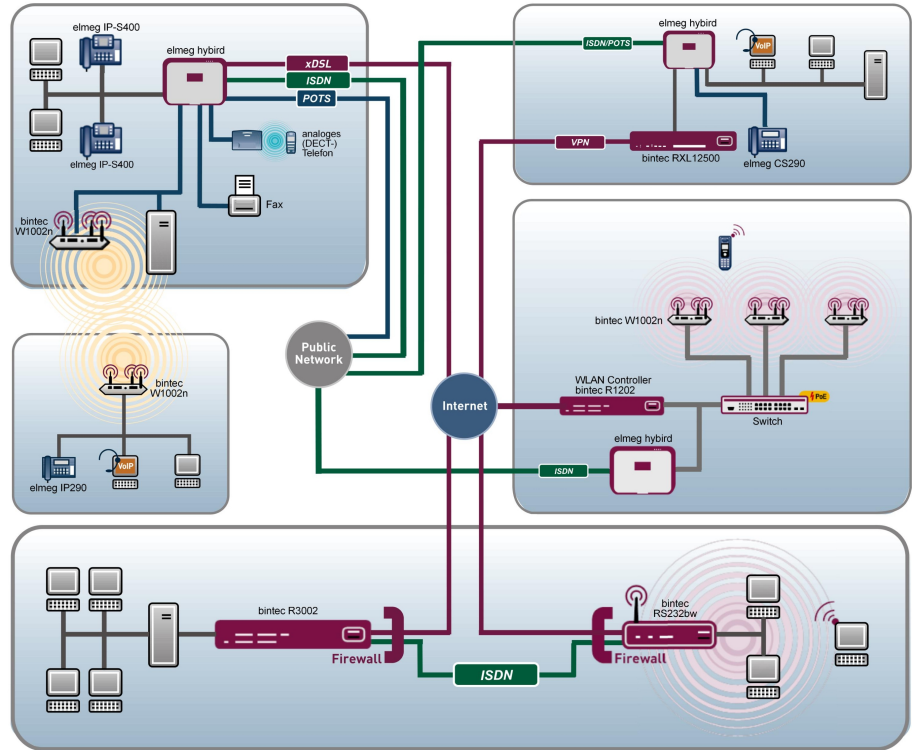 elmeg IP-S400
elmeg hybird
xDSL
ISDN
POTS
elmeg IP-S400
analoges
(DECT-)
Telefon
Fax
bintec
W1002n
ISDN/POTS
elmeg hybird
VoIP
VPN
bintec RXL12500
elmeg CS290
bintec W1002n
WLAN Controller
bintec R1202
PoE
Switch
elmeg hybird
ISDN
Public
Network
Internet
bintec
W1002n
VoIP
elmeg IP290
bintec R3002
Firewall
ISDN
bintec
RS232bw
Firewall